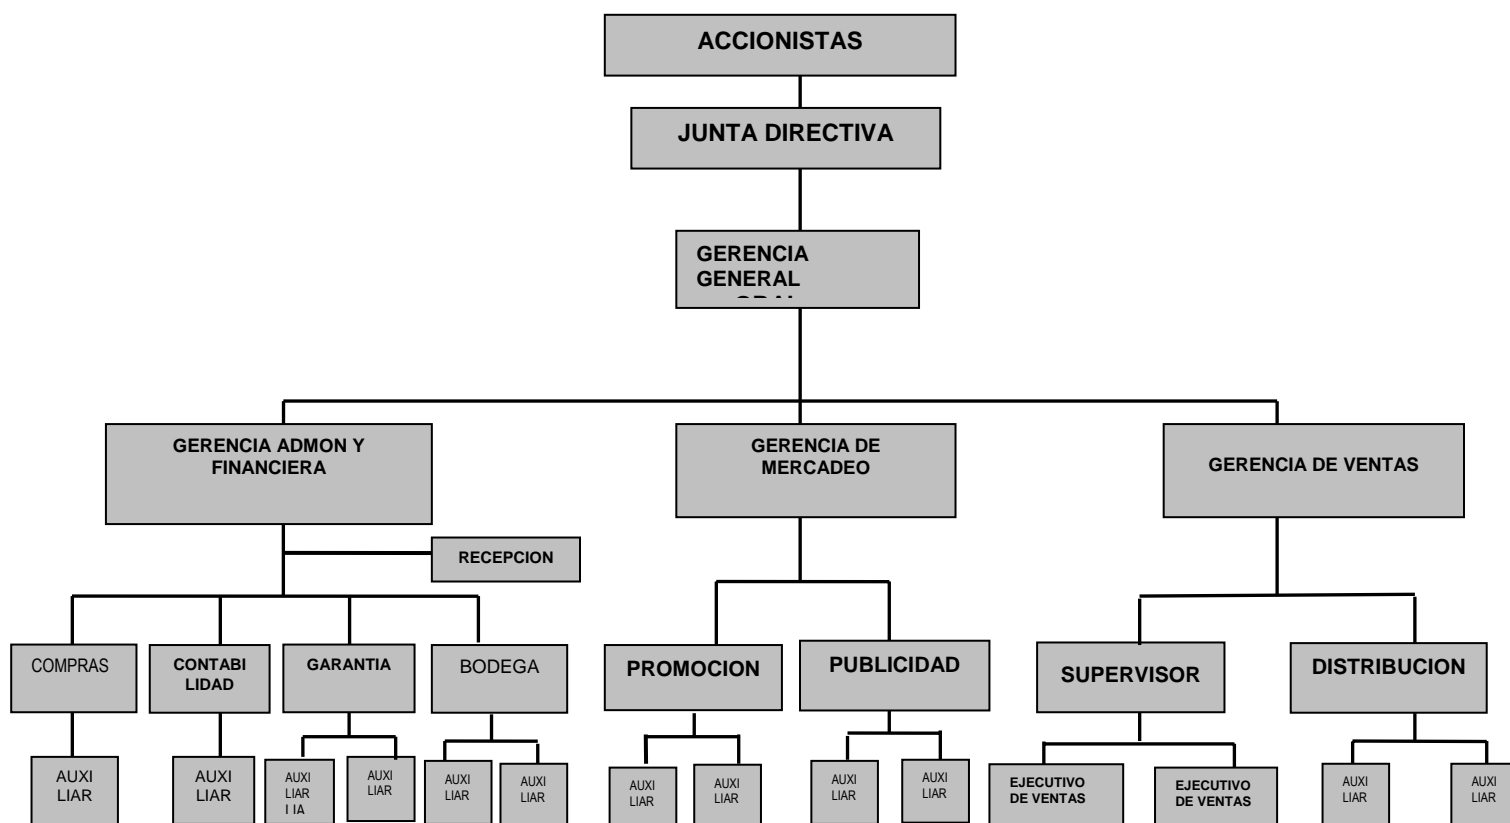 ACCIONISTAS
JUNTA DIRECTIVA
GERENCIA
GENERAL
GERENCIA ADMON Y
FINANCIERA
GERENCIA DE
MERCADEO
GERENCIA DE VENTAS
RECEPCION
COMPRAS
CONTABI
LIDAD
GARANTIA
BODEGA
PROMOCION
PUBLICIDAD
SUPERVISOR
DISTRIBUCION
AUXI
LIAR
AUXI
LIAR
AUXI
LIAR
AUXI
LIAR
AUXI
LIAR
AUXI
LIAR
AUXI
LIAR
AUXI
LIAR
AUXI
LIAR
AUXI
LIAR
EJECUTIVO
DE VENTAS
EJECUTIVO
DE VENTAS
AUXI
LIAR
AUXI
LIAR